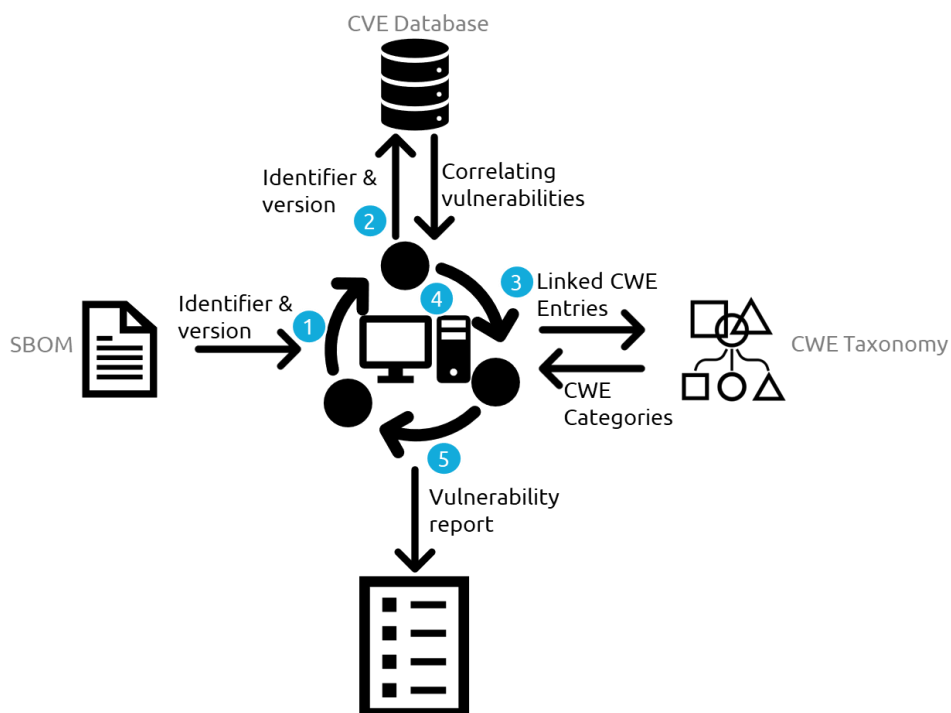 CVE Database
Identifier &
version
2
Correlating
vulnerabilities
SBOM
Identifier &
version
1
4
3
Linked CWE
Entries
CWE
Categories
CWE Taxonomy
5
Vulnerability
report